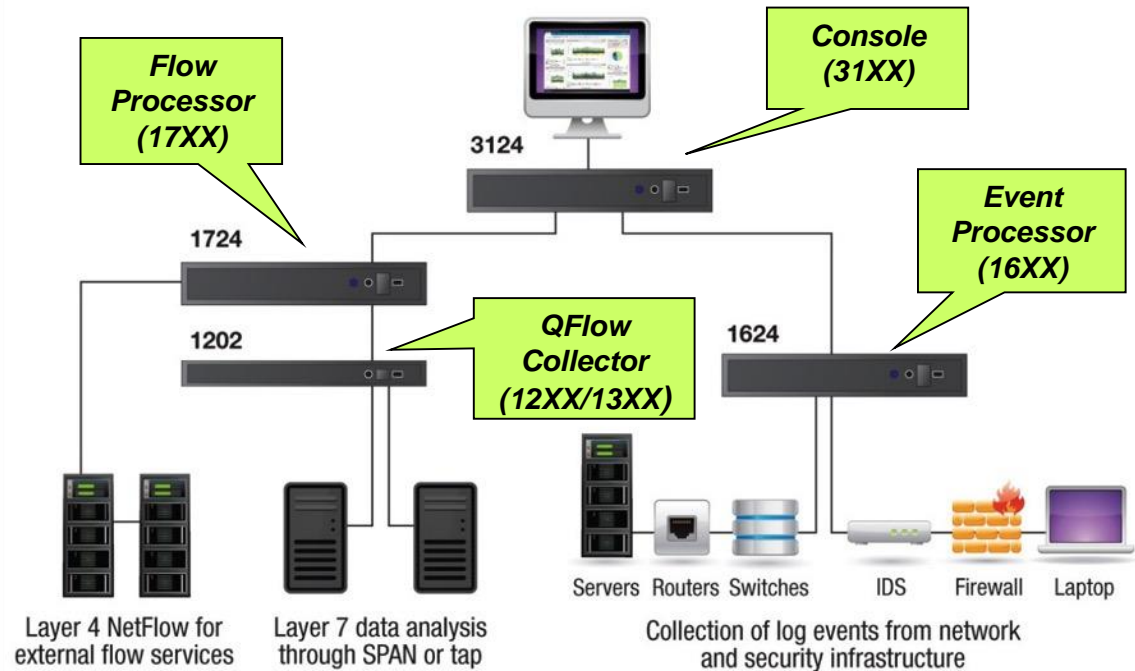 Flow
Processor
(17XX)
Console
(31XX)
3124
Event
Processor
(16XX)
1724
QFlow
Collector
(12XX/13XX)
1202
1624
Servers Routers Switches IDS Firewall Laptop
Layer 4 NetFlow for
external flow services
Layer 7 data analysis
through SPAN or tap
Collection of log events from network
and security infrastructure